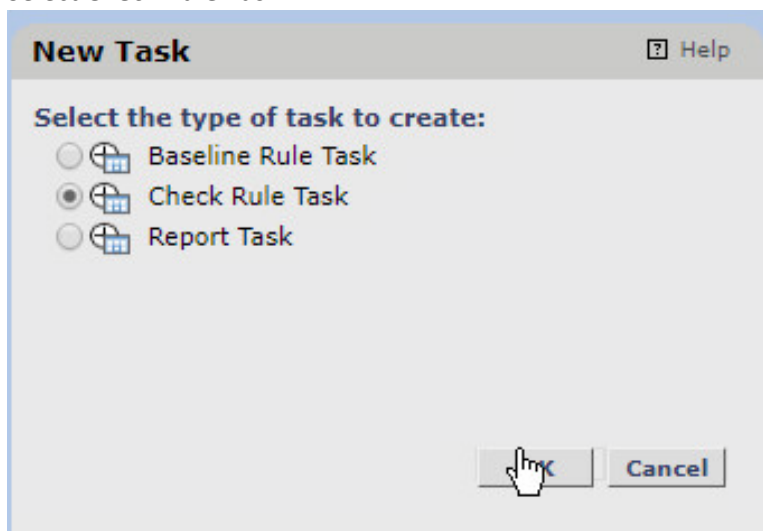 New Task
? Help
Select the type of task to create:
Baseline Rule Task
Check Rule Task
Report Task
Cancel